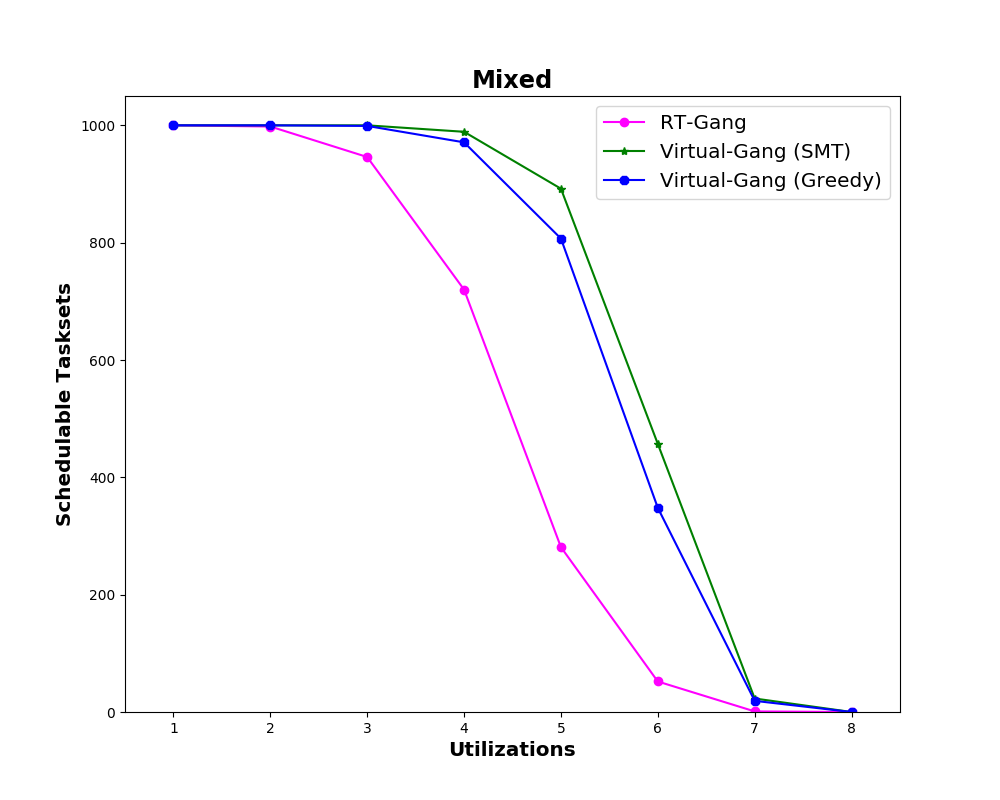 Mixed
RT-Gang
Virtual-Gang (SMT)
Virtual-Gang (Greedy)
Schedulable Tasksets
1000
800
600
400
200
0
1 2 3 4 5 6 7 8
Utilizations